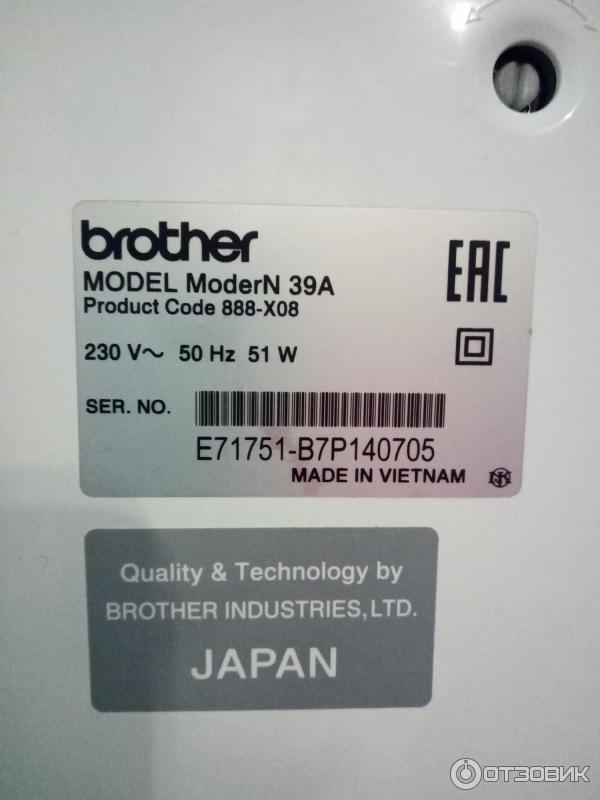 brother
MODEL ModerN 39A
Product Code 888-X08
EAC
230 V~ 50 Hz 51 W
SER. NO.
E71751-B7P140705
MADE IN VIETNAM
Quality & Technology by
BROTHER INDUSTRIES, LTD.
JAPAN
ОТЗОВИК